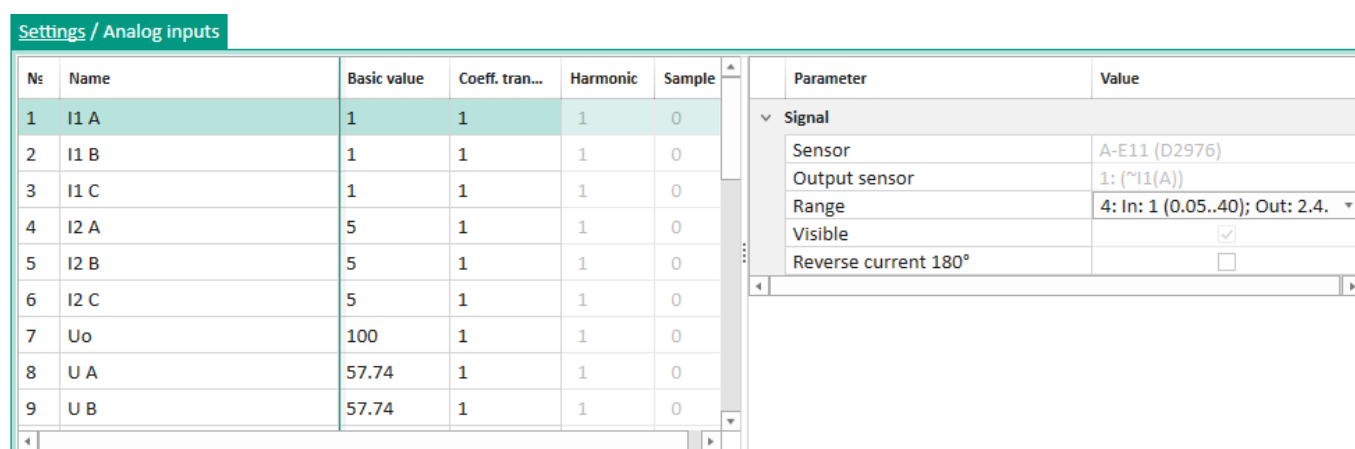 Settings / Analog inputs
№ Name Basic value Coeff. tran... Harmonic Sample
1 I1 A 1 1 1 0
2 I1 B 1 1 1 0
3 I1 C 1 1 1 0
4 I2 A 5 1 1 0
5 I2 B 5 1 1 0
6 I2 C 5 1 1 0
7 Uo 100 1 1 0
8 U A 57.74 1 1 0
9 U B 57.74 1 1 0
Parameter Value
Signal
Sensor A-E11 (D2976)
Output sensor 1: (~I1(A))
Range 4: In: 1 (0.05..40); Out: 2.4.
Visible
Reverse current 180°